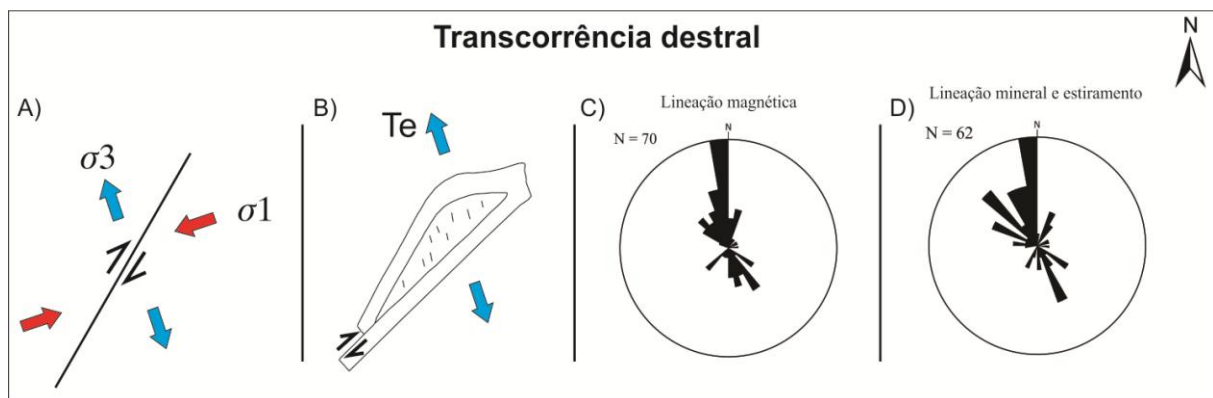 Transcorrência destral
N
A)
σ3
σ1
B)
Te
C)
Lineação magnética
N = 70
N
D)
Lineação mineral e estiramento
N = 62
N